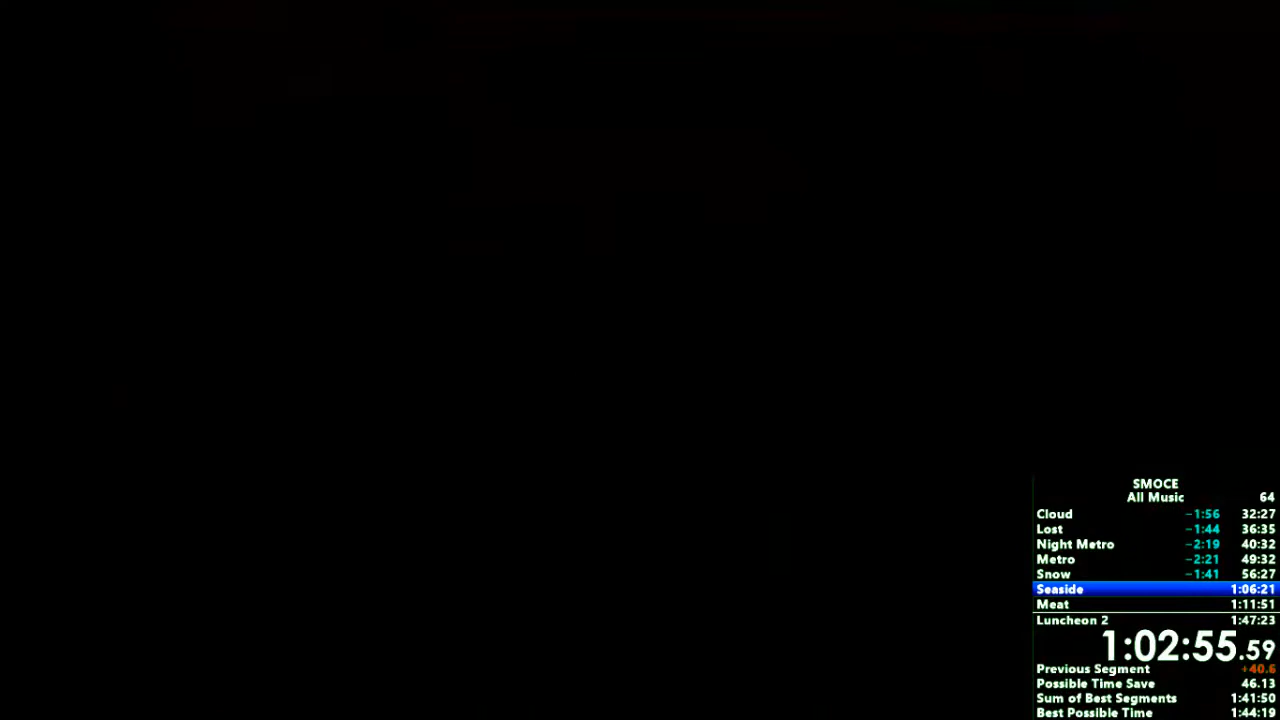 SMOCE
All Music 64
Cloud -1:56 32:27
Lost -1:44 36:35
Night Metro -2:19 40:32
Metro -2:21 49:32
Snow -1:41 56:27
Seaside 1:06:21
Meat 1:11:51
Luncheon 2 1:47:23
1:02:55.59
Previous Segment +40.6
Possible Time Save 46.13
Sum of Best Segments 1:41:50
Best Possible Time 1:44:19